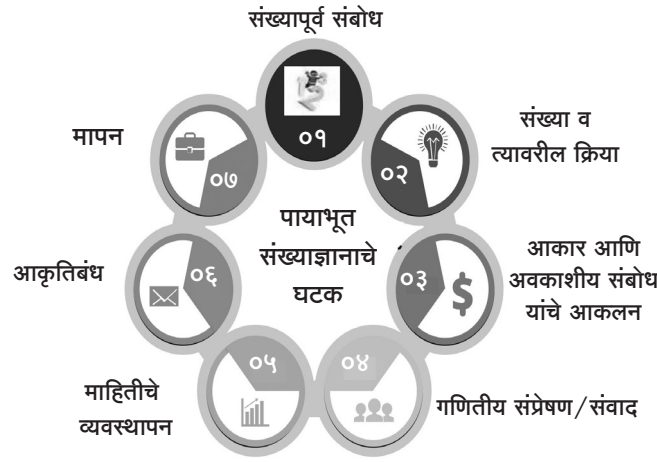 संख्यापूर्व संबोध
०१
संख्या व
त्यावरील क्रिया
०२
आकार आणि
अवकाशीय संबोध
यांचे आकलन
०३
गणितीय संप्रेषण/संवाद
०४
माहितीचे
व्यवस्थापन
०५
आकृतिबंध
०६
मापन
०७
पायाभूत
संख्याज्ञानाचे
घटक